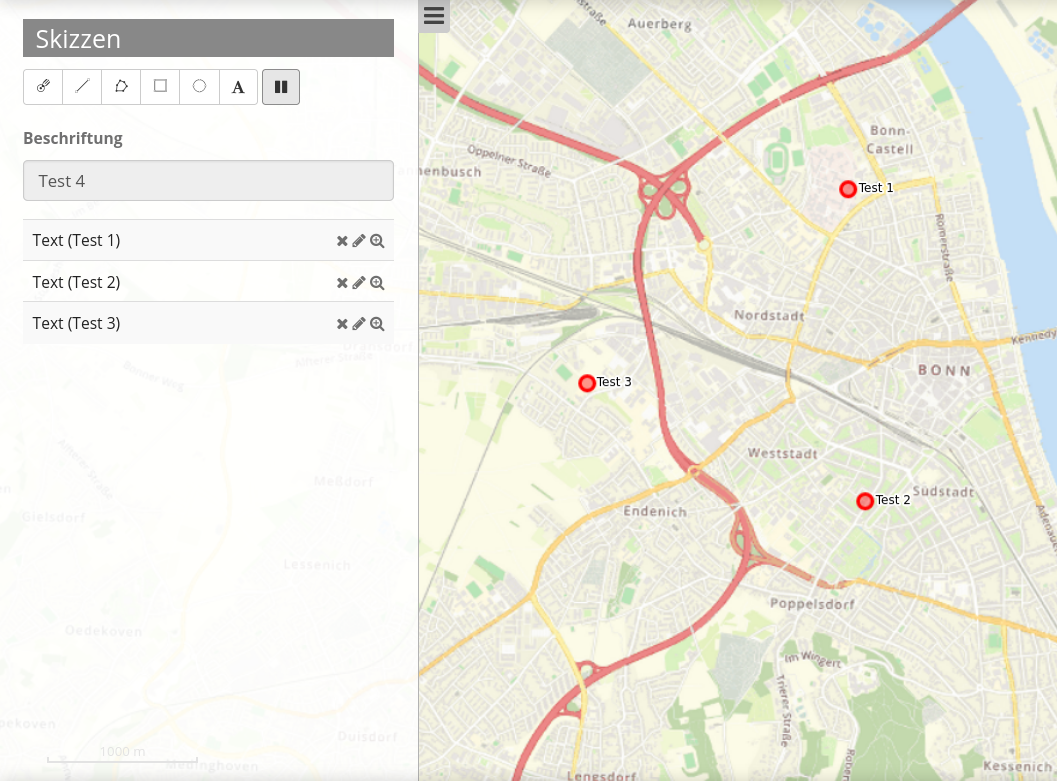 Skizzen
A
Beschriftung
Test 4
Text (Test 1)
Text (Test 2)
Text (Test 3)
Auerberg
Bonn-
Castell
Oppelner Straße
Test 1
Römerstraße
Nordstadt
Kennedy
BONN
Test 3
Weststadt
Südstadt
Test 2
Endenich
Poppelsdorf
Im Wingert
Trierer Straße
Kessenich
Lengsdorf
Meßdorf
Gielsdorf
Lessenich
Oedekoven
Duisdorf
Medinghoven
1000 m